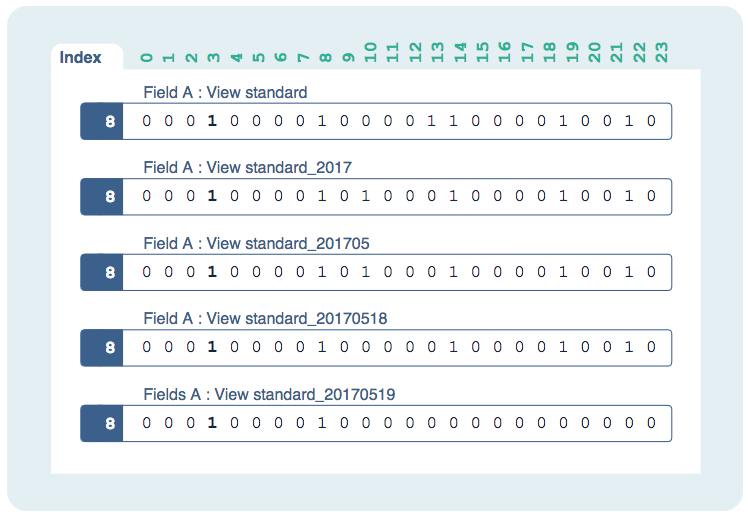 Index 0 1 2 3 4 5 6 7 8 9 10 11 12 13 14 15 16 17 18 19 20 21 22 23
Field A : View standard
8 0 0 0 1 0 0 0 0 1 0 0 0 0 1 1 0 0 0 0 1 0 0 1 0
Field A : View standard_2017
8 0 0 0 1 0 0 0 0 1 0 1 0 0 0 1 0 0 0 0 1 0 0 1 0
Field A : View standard_201705
8 0 0 0 1 0 0 0 0 1 0 1 0 0 0 1 0 0 0 0 1 0 0 1 0
Field A : View standard_20170518
8 0 0 0 1 0 0 0 0 1 0 0 0 0 0 1 0 0 0 0 1 0 0 1 0
Fields A : View standard_20170519
8 0 0 0 1 0 0 0 0 1 0 0 0 0 0 0 0 0 0 0 0 0 0 0 0